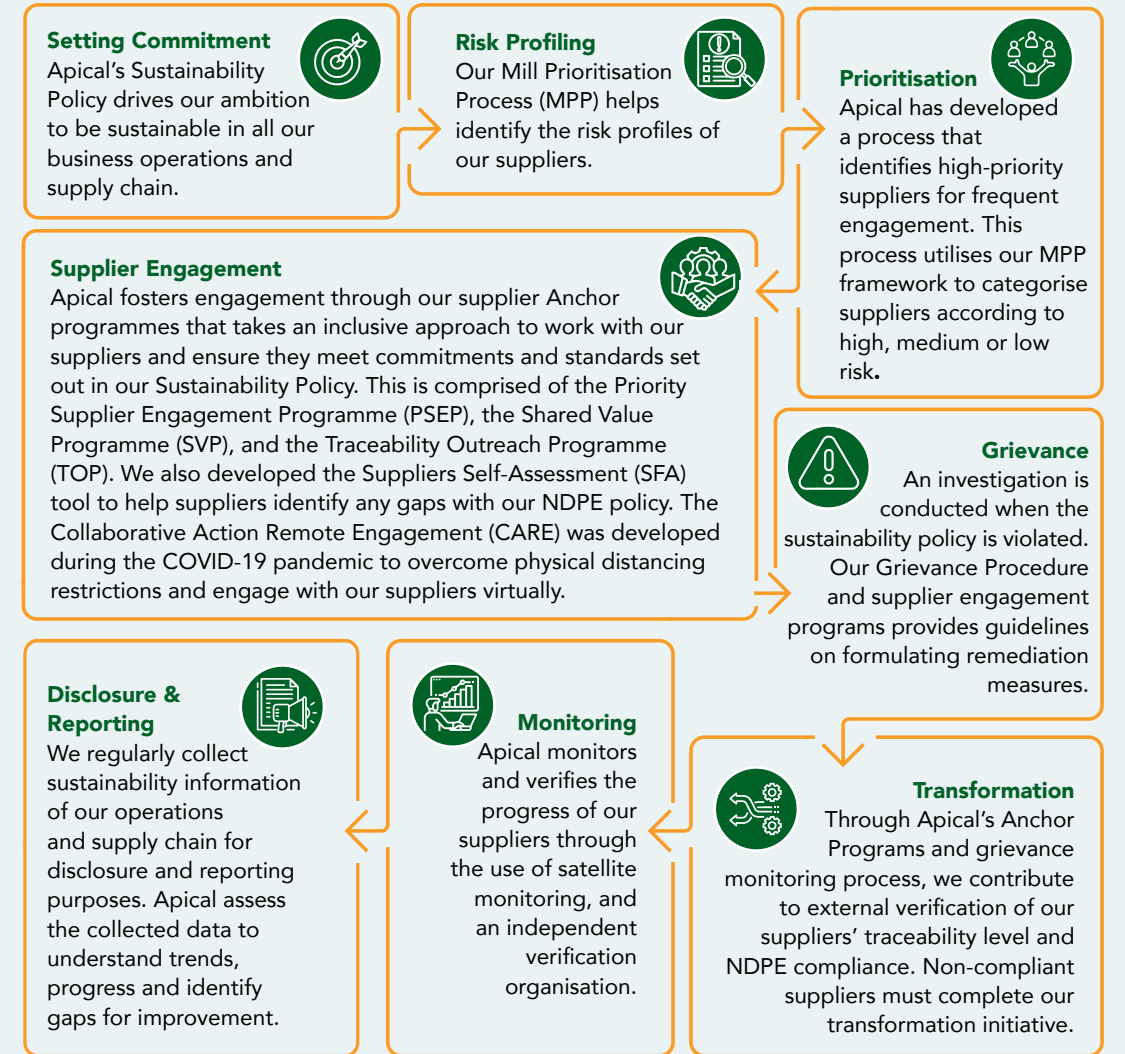 Setting Commitment
Apical's Sustainability
Policy drives our ambition
to be sustainable in all our
business operations and
supply chain.
Risk Profiling
Our Mill Prioritisation
Process (MPP) helps
identify the risk profiles of
our suppliers.
Prioritisation
Apical has developed
a process that
identifies high-priority
suppliers for frequent
engagement. This
process utilises our MPP
framework to categorise
suppliers according to
high, medium or low
risk.
Supplier Engagement
Apical fosters engagement through our supplier Anchor
programmes that takes an inclusive approach to work with our
suppliers and ensure they meet commitments and standards set
out in our Sustainability Policy. This is comprised of the Priority
Supplier Engagement Programme (PSEP), the Shared Value
Programme (SVP), and the Traceability Outreach Programme
(TOP). We also developed the Suppliers Self-Assessment (SFA)
tool to help suppliers identify any gaps with our NDPE policy. The
Collaborative Action Remote Engagement (CARE) was developed
during the COVID-19 pandemic to overcome physical distancing
restrictions and engage with our suppliers virtually.
Grievance
An investigation is
conducted when the
sustainability policy is violated.
Our Grievance Procedure
and supplier engagement
programs provides guidelines
on formulating remediation
measures.
Transformation
Through Apical's Anchor
Programs and grievance
monitoring process, we contribute
to external verification of our
suppliers' traceability level and
NDPE compliance. Non-compliant
suppliers must complete our
transformation initiative.
Monitoring
Apical monitors
and verifies the
progress of our
suppliers through
the use of satellite
monitoring, and
an independent
verification
organisation.
Disclosure &
Reporting
We regularly collect
sustainability information
of our operations
and supply chain for
disclosure and reporting
purposes. Apical assess
the collected data to
understand trends,
progress and identify
gaps for improvement.